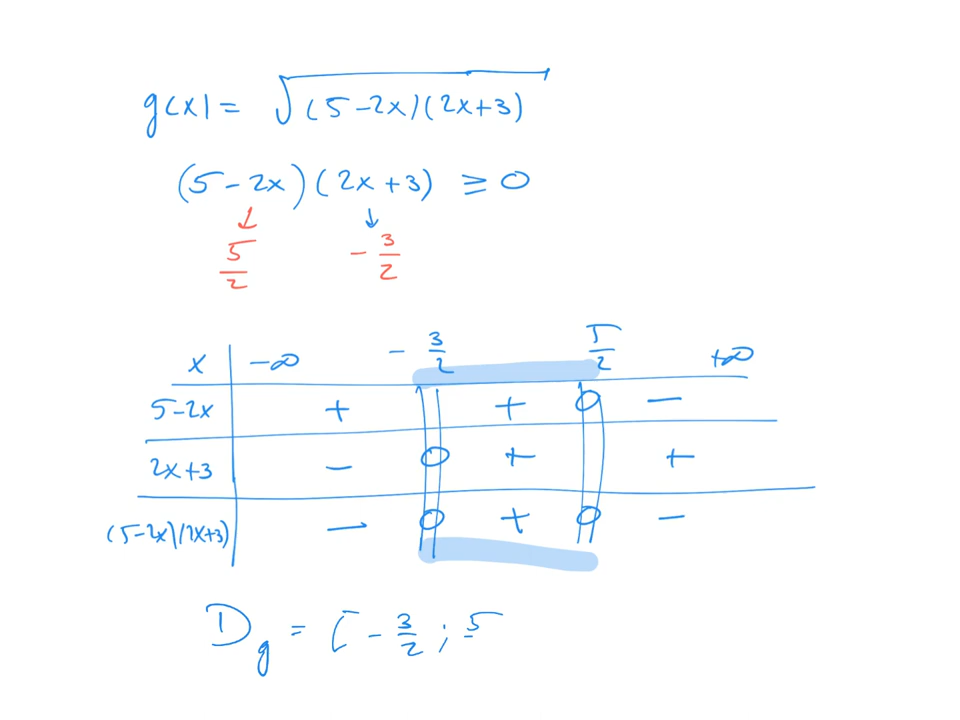 g(x) = √(5-2x)(2x+3)
(5-2x)(2x+3) ≥ 0
↓ ↓
5/2 -3/2
x -∞ -3/2 5/2 +∞
5-2x + + 0 -
2x+3 - 0 + +
(5-2x)(2x+3) - 0 + 0 -
Dg = [-3/2 ; 5